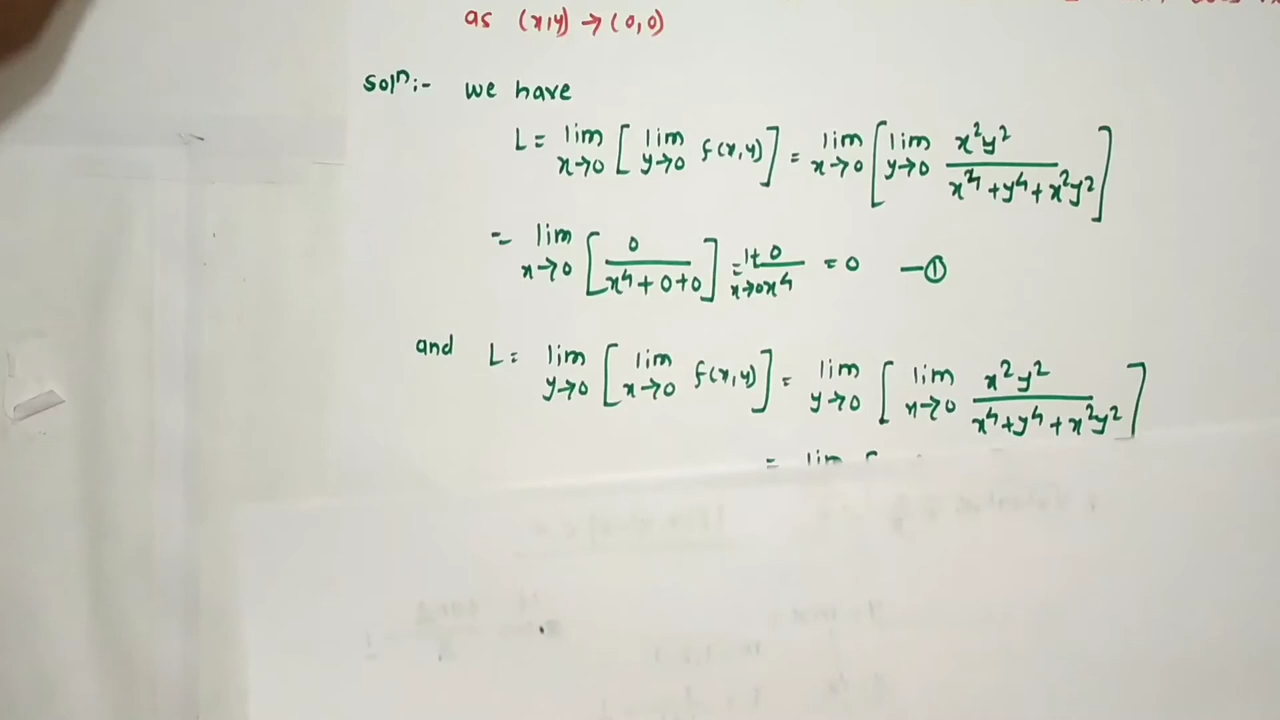 as (x,y) → (0,0)
Solⁿ:- we have
L = lim x→0 [ lim y→0 f(x,y) ] = lim x→0 [ lim y→0 x²y² / x⁴+y⁴+x²y² ]
= lim x→0 [ 0 / x⁴+0+0 ] = lt x→0 0 / x⁴ = 0 —①
and L = lim y→0 [ lim x→0 f(x,y) ] = lim y→0 [ lim x→0 x²y² / x⁴+y⁴+x²y² ]
= lim [